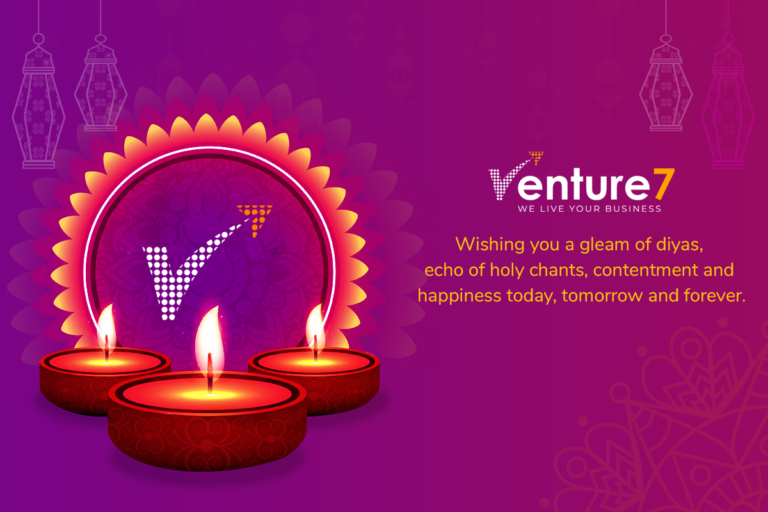 Venture7
WE LIVE YOUR BUSINESS
Wishing you a gleam of diyas,
echo of holy chants, contentment and
happiness today, tomorrow and forever.